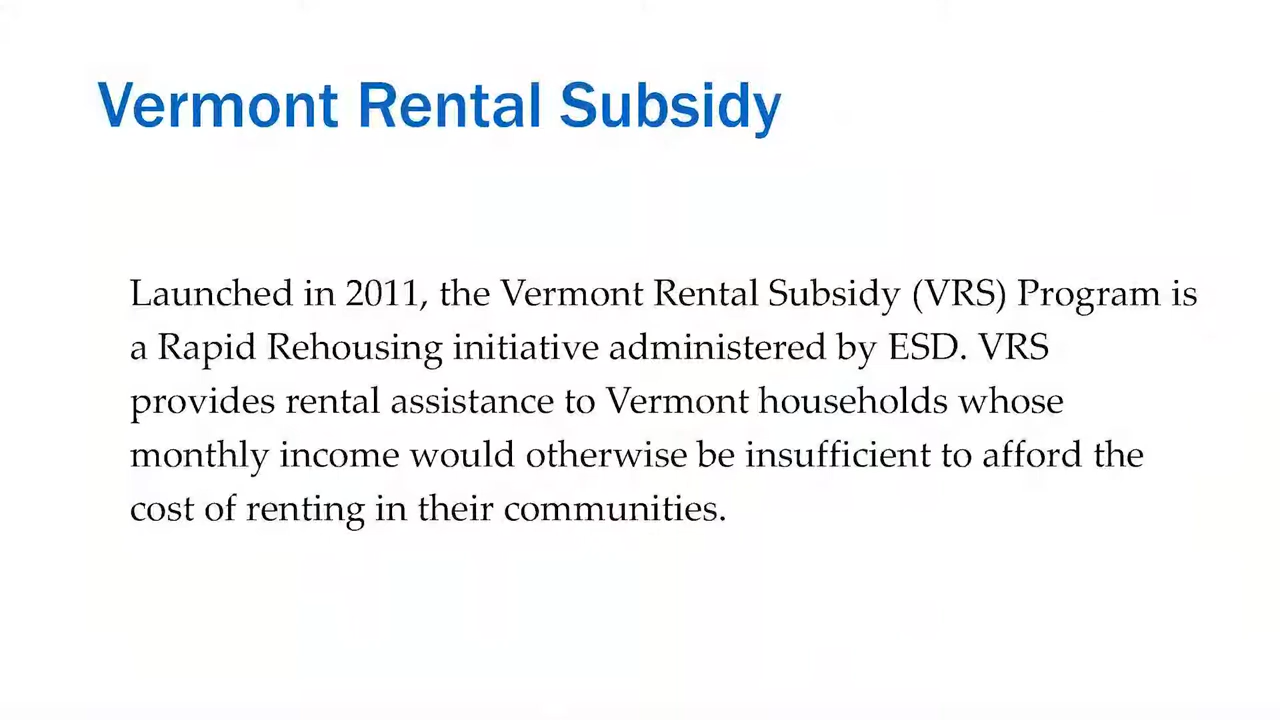 Vermont Rental Subsidy
Launched in 2011, the Vermont Rental Subsidy (VRS) Program is
a Rapid Rehousing initiative administered by ESD. VRS
provides rental assistance to Vermont households whose
monthly income would otherwise be insufficient to afford the
cost of renting in their communities.